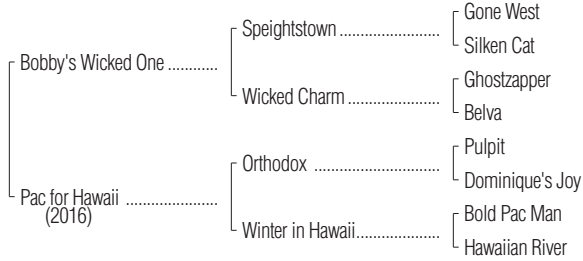 Gone West
Speightstown ......................
Silken Cat
Bobby's Wicked One ............
Ghostzapper
Wicked Charm ......................
Belva
Pulpit
Orthodox .......................
Dominique's Joy
Pac for Hawaii .....................
(2016)
Bold Pac Man
Winter in Hawaii....................
Hawaiian River